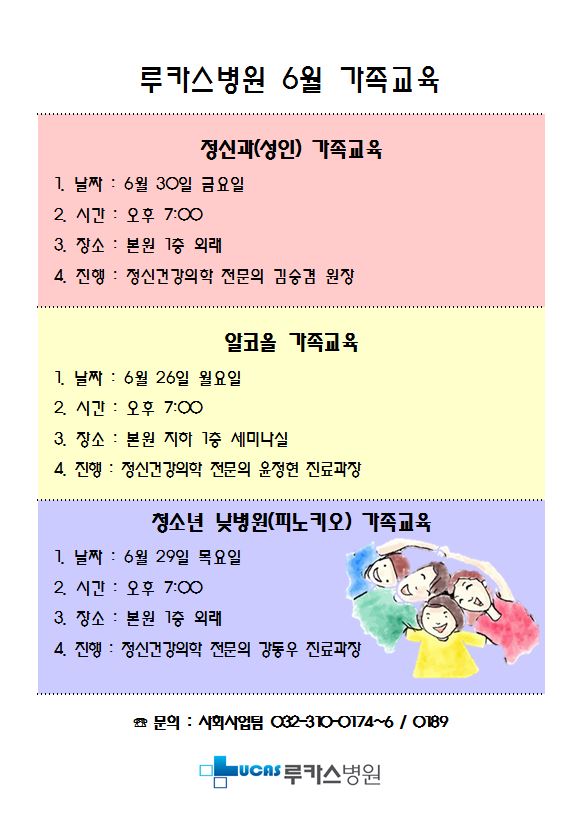 루카스병원 6월 가족교육
정신과(성인) 가족교육
1. 날짜 : 6월 30일 금요일
2. 시간 : 오후 7:00
3. 장소 : 본원 1층 외래
4. 진행 : 정신건강의학 전문의 김승겸 원장
알코올 가족교육
1. 날짜 : 6월 26일 월요일
2. 시간 : 오후 7:00
3. 장소 : 본원 지하 1층 세미나실
4. 진행 : 정신건강의학 전문의 윤정현 진료과장
청소년 낮병원(피노키오) 가족교육
1. 날짜 : 6월 29일 목요일
2. 시간 : 오후 7:00
3. 장소 : 본원 1층 외래
4. 진행 : 정신건강의학 전문의 강동우 진료과장
☎ 문의 : 사회사업팀 032-310-0174~6 / 0189
LUCAS 루카스병원